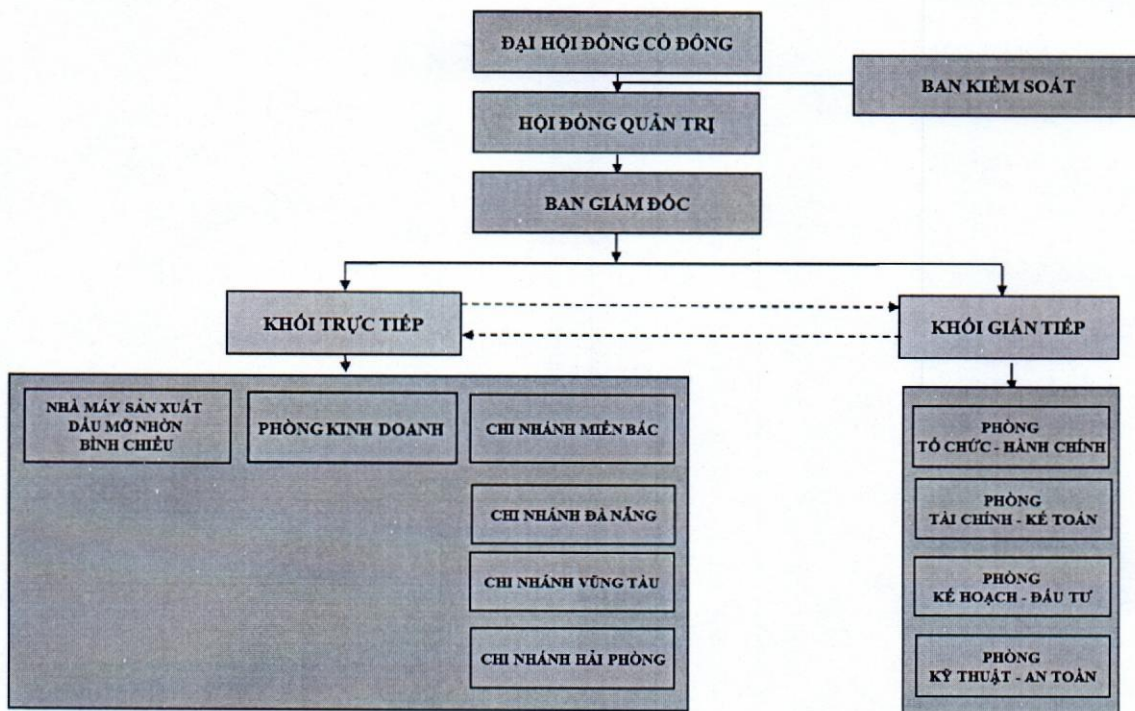 ĐẠI HỘI ĐỒNG CỔ ĐÔNG
BAN KIỂM SOÁT
HỘI ĐỒNG QUẢN TRỊ
BAN GIÁM ĐỐC
KHỐI TRỰC TIẾP
KHỐI GIÁN TIẾP
NHÀ MÁY SẢN XUẤT
DẦU MỠ NHỜN
BÌNH CHIỂU
PHÒNG KINH DOANH
CHI NHÁNH MIỀN BẮC
CHI NHÁNH ĐÀ NẴNG
CHI NHÁNH VŨNG TÀU
CHI NHÁNH HẢI PHÒNG
PHÒNG
TỔ CHỨC - HÀNH CHÍNH
PHÒNG
TÀI CHÍNH - KẾ TOÁN
PHÒNG
KẾ HOẠCH - ĐẦU TƯ
PHÒNG
KỸ THUẬT - AN TOÀN